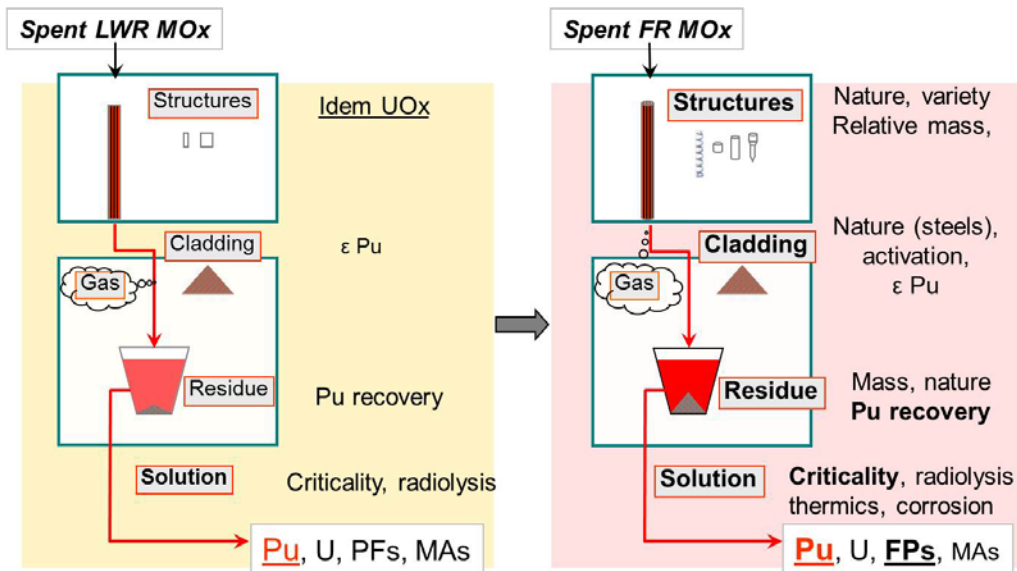 Spent LWR MOx
Structures
Idem UOx
Cladding
ε Pu
Gas
Residue
Pu recovery
Solution
Criticality, radiolysis
Pu, U, PFs, MAs
Spent FR MOx
Structures
Nature, variety
Relative mass,
Cladding
Nature (steels),
activation,
ε Pu
Gas
Residue
Mass, nature
Pu recovery
Solution
Criticality, radiolysis
thermics, corrosion
Pu, U, FPs, MAs